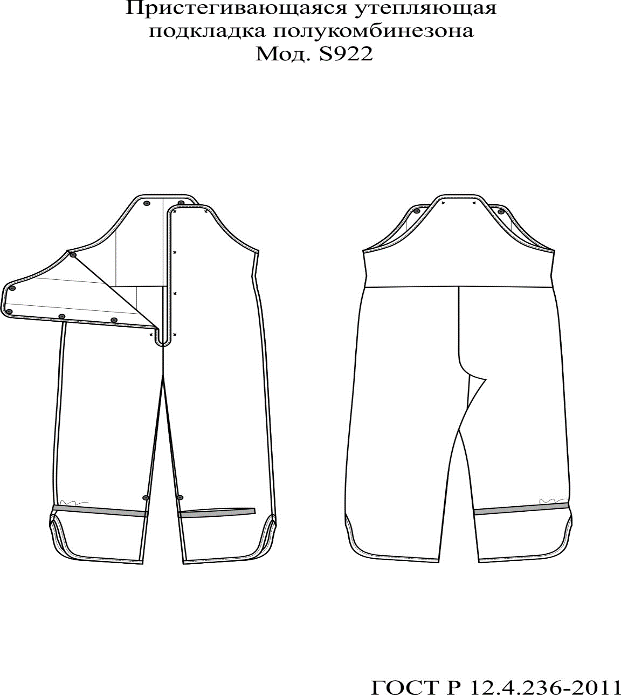 Пристегивающаяся утепляющая
подкладка полукомбинезона
Мод. S922
ГОСТ Р 12.4.236-2011